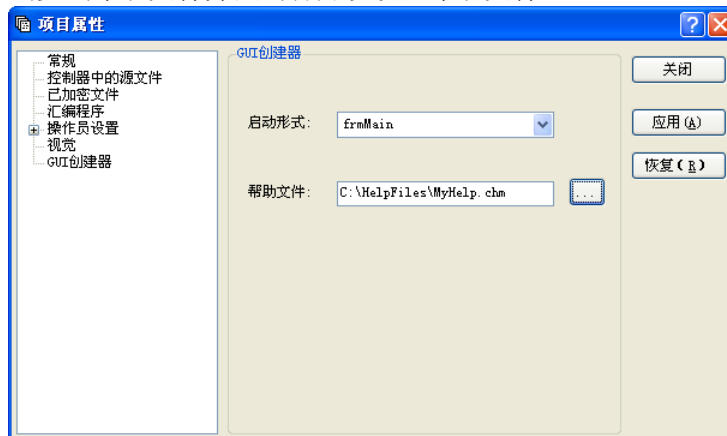 项目属性
常规
控制器中的源文件
已加密文件
汇编程序
操作员设置
视觉
GUI创建器
GUI创建器
启动形式: frmMain
帮助文件: C:\HelpFiles\MyHelp.chm ...
关闭
应用(A)
恢复(R)